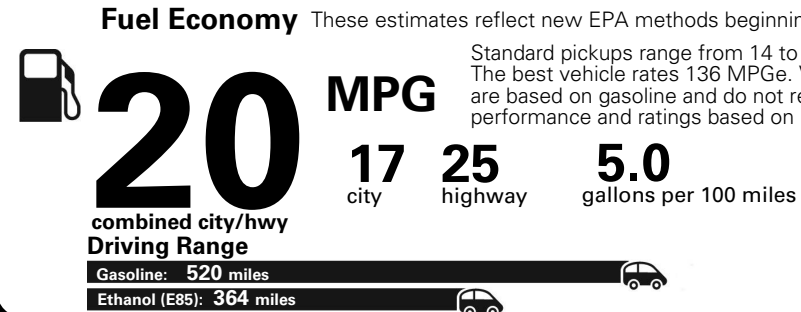 Fuel Economy These estimates reflect new EPA methods beginnin
Standard pickups range from 14 to
The best vehicle rates 136 MPGe. V
are based on gasoline and do not re
performance and ratings based on
20 MPG
17 25 5.0
city highway gallons per 100 miles
combined city/hwy
Driving Range
Gasoline: 520 miles
Ethanol (E85): 364 miles